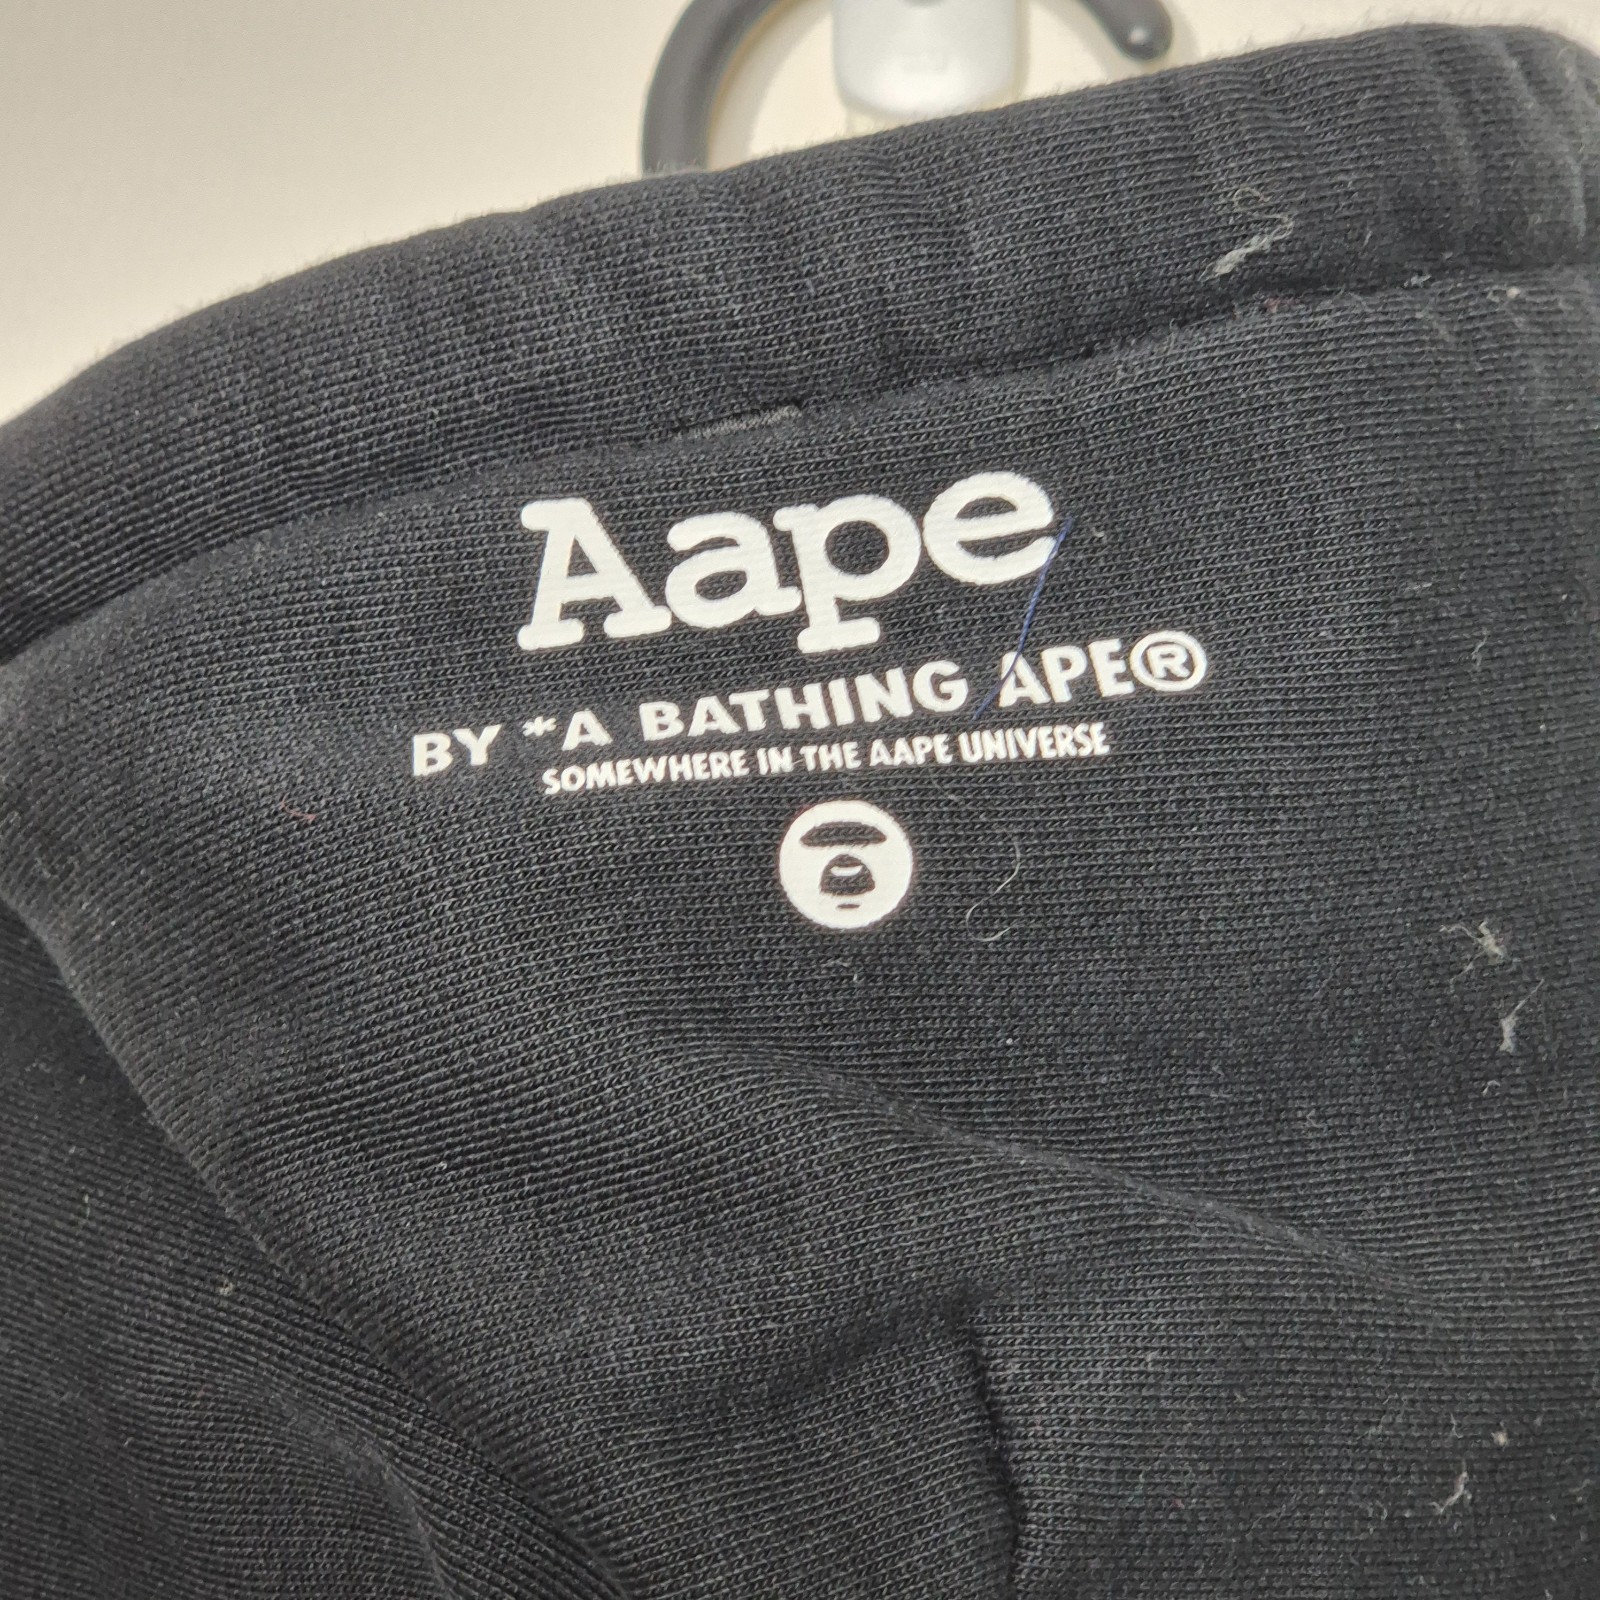 Aape
BY *A BATHING APE®
SOMEWHERE IN THE AAPE UNIVERSE